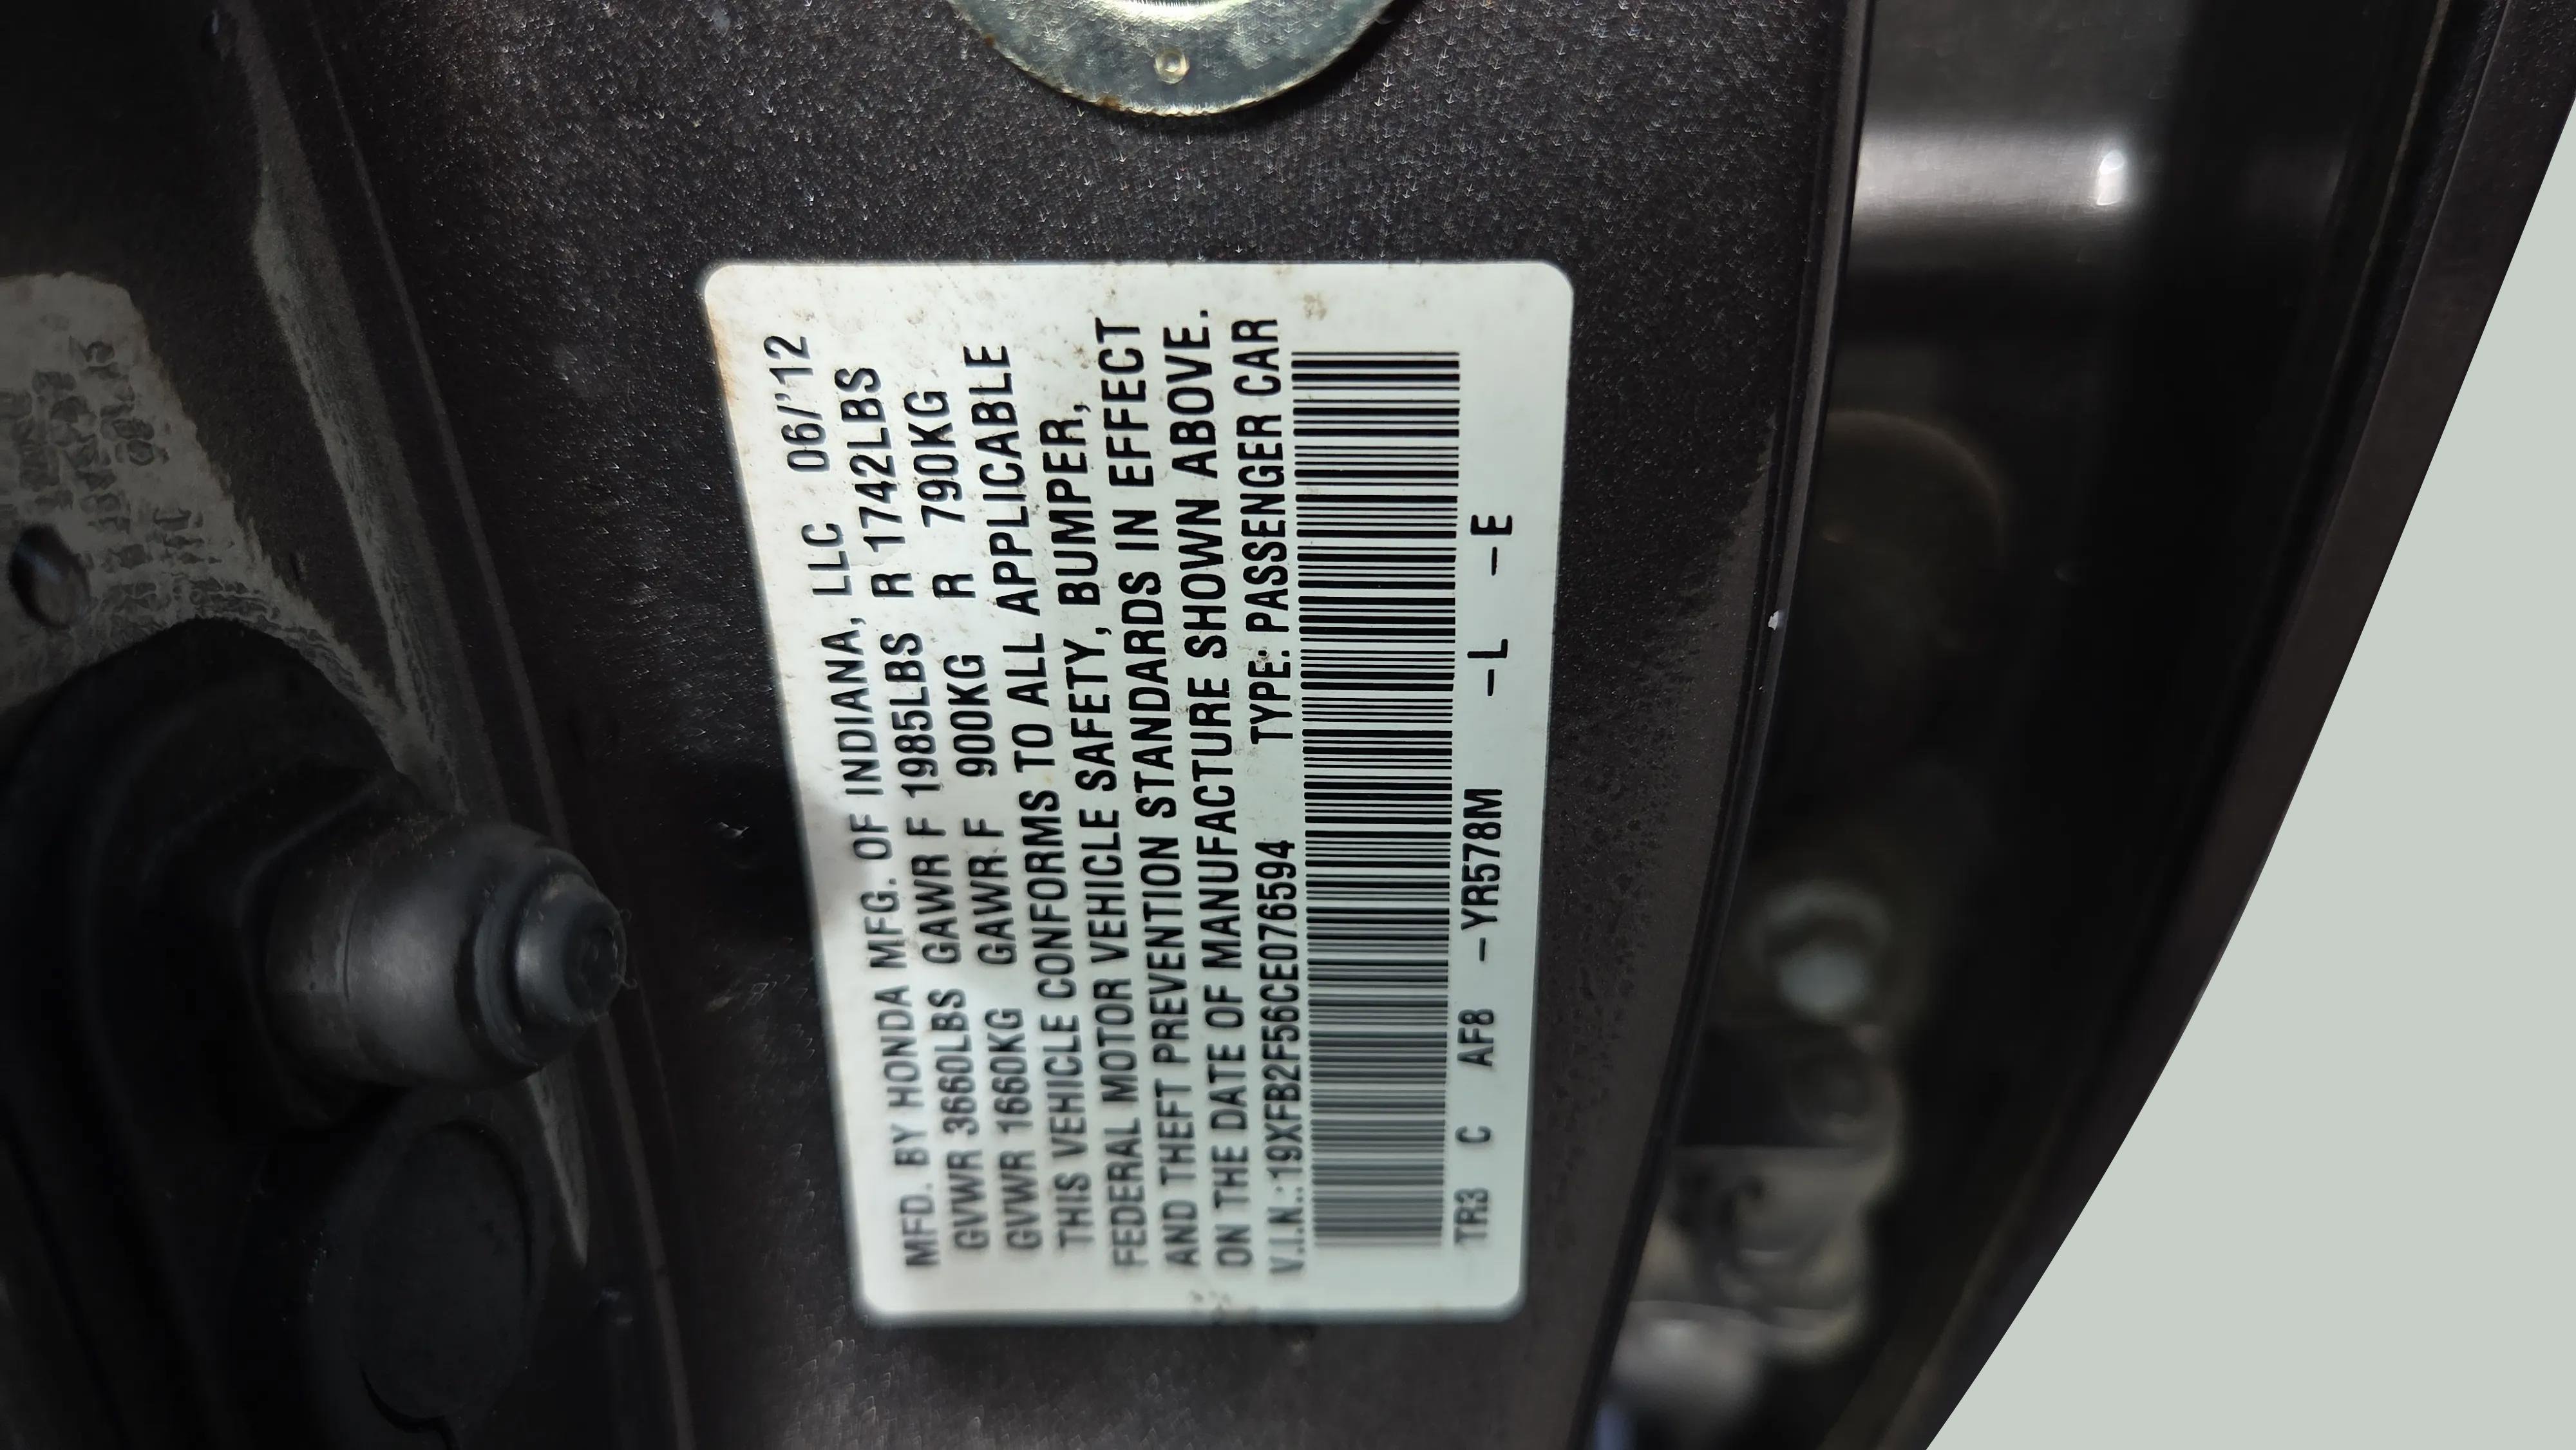 MFD. BY HONDA MFG. OF INDIANA, LLC 06/'12
GVWR 3660LBS GAWR F 1985LBS R 1742LBS
GVWR 1660KG GAWR F 900KG R 790KG
THIS VEHICLE CONFORMS TO ALL APPLICABLE
FEDERAL MOTOR VEHICLE SAFETY, BUMPER,
AND THEFT PREVENTION STANDARDS IN EFFECT
ON THE DATE OF MANUFACTURE SHOWN ABOVE.
V.I.N.: 19XFB2F56CE076594 TYPE: PASSENGER CAR
TR3 C AF8 -YR578M -L -E